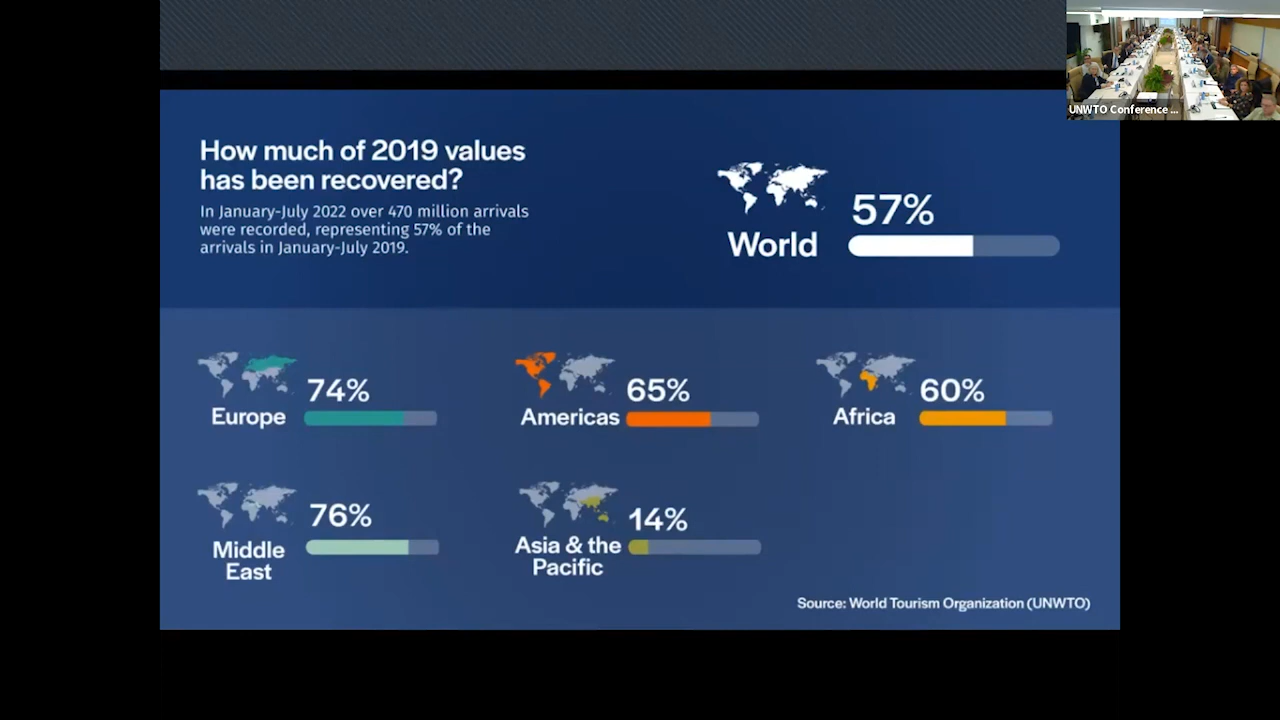 UNWTO Conference ...
How much of 2019 values
has been recovered?
In January-July 2022 over 470 million arrivals
were recorded, representing 57% of the
arrivals in January-July 2019.
57%
World
74%
Europe
65%
Americas
60%
Africa
76%
Middle
East
14%
Asia & the
Pacific
Source: World Tourism Organization (UNWTO)